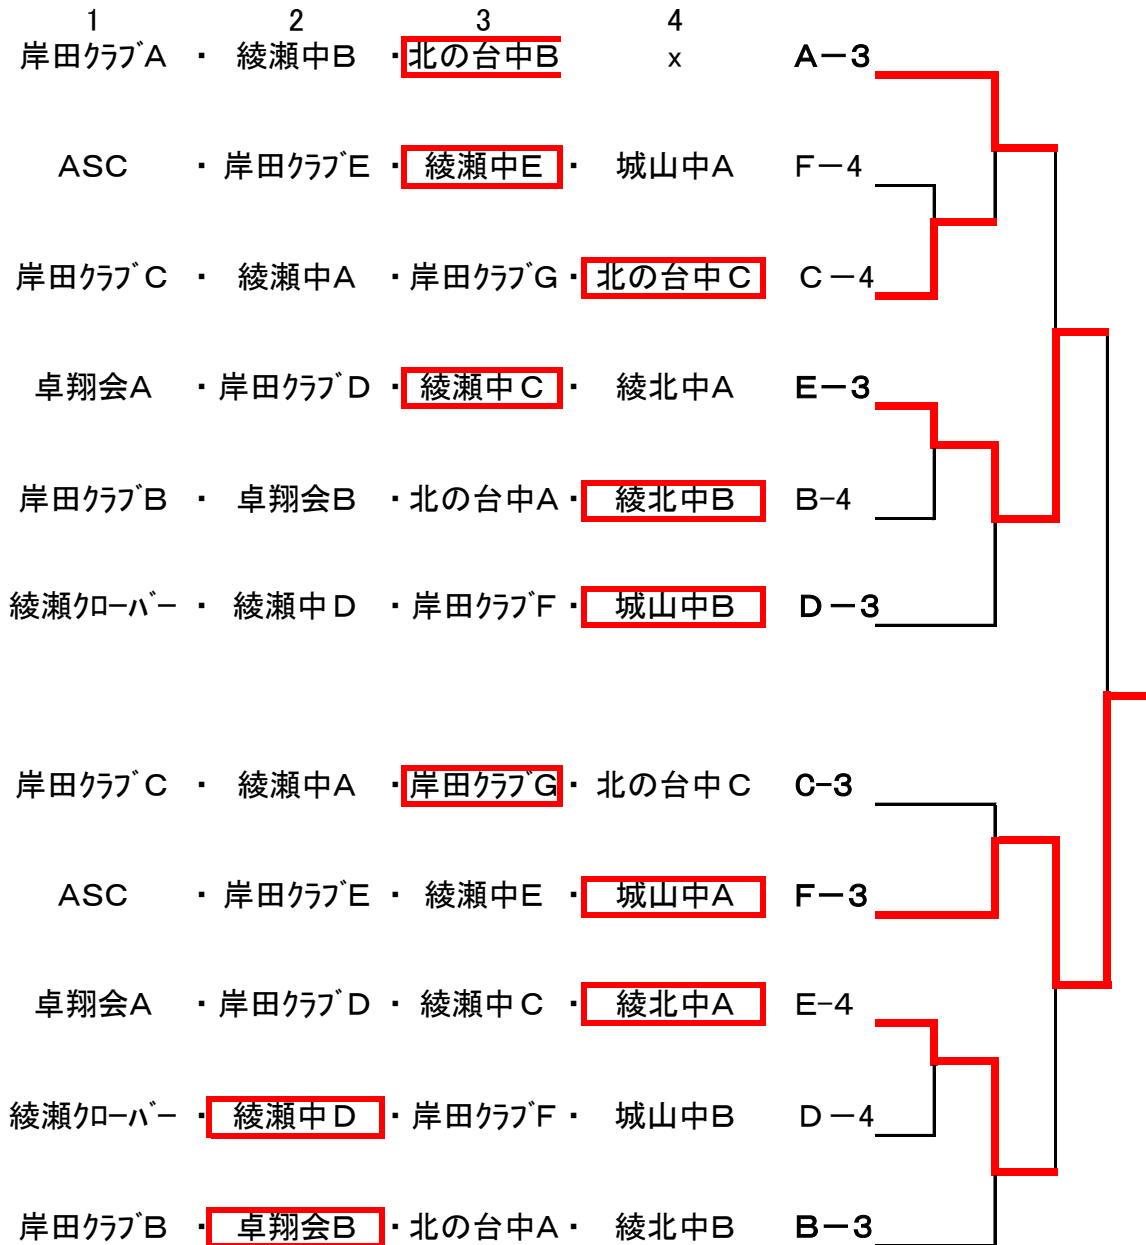 1 2 3 4
岸田ｸﾗﾌﾞA ・ 綾瀬中B ・ 北の台中B x A－3
ASC ・ 岸田ｸﾗﾌﾞE ・ 綾瀬中E ・ 城山中A F－4
岸田ｸﾗﾌﾞC ・ 綾瀬中A ・ 岸田ｸﾗﾌﾞG ・ 北の台中C C－4
卓翔会A ・ 岸田ｸﾗﾌﾞD ・ 綾瀬中C ・ 綾北中A E－3
岸田ｸﾗﾌﾞB ・ 卓翔会B ・ 北の台中A ・ 綾北中B B-4
綾瀬ｸﾛｰﾊﾞｰ ・ 綾瀬中D ・ 岸田ｸﾗﾌﾞF ・ 城山中B D－3
岸田ｸﾗﾌﾞC ・ 綾瀬中A ・ 岸田ｸﾗﾌﾞG ・ 北の台中C C-3
ASC ・ 岸田ｸﾗﾌﾞE ・ 綾瀬中E ・ 城山中A F－3
卓翔会A ・ 岸田ｸﾗﾌﾞD ・ 綾瀬中C ・ 綾北中A E-4
綾瀬ｸﾛｰﾊﾞｰ ・ 綾瀬中D ・ 岸田ｸﾗﾌﾞF ・ 城山中B D－4
岸田ｸﾗﾌﾞB ・ 卓翔会B ・ 北の台中A ・ 綾北中B B－3